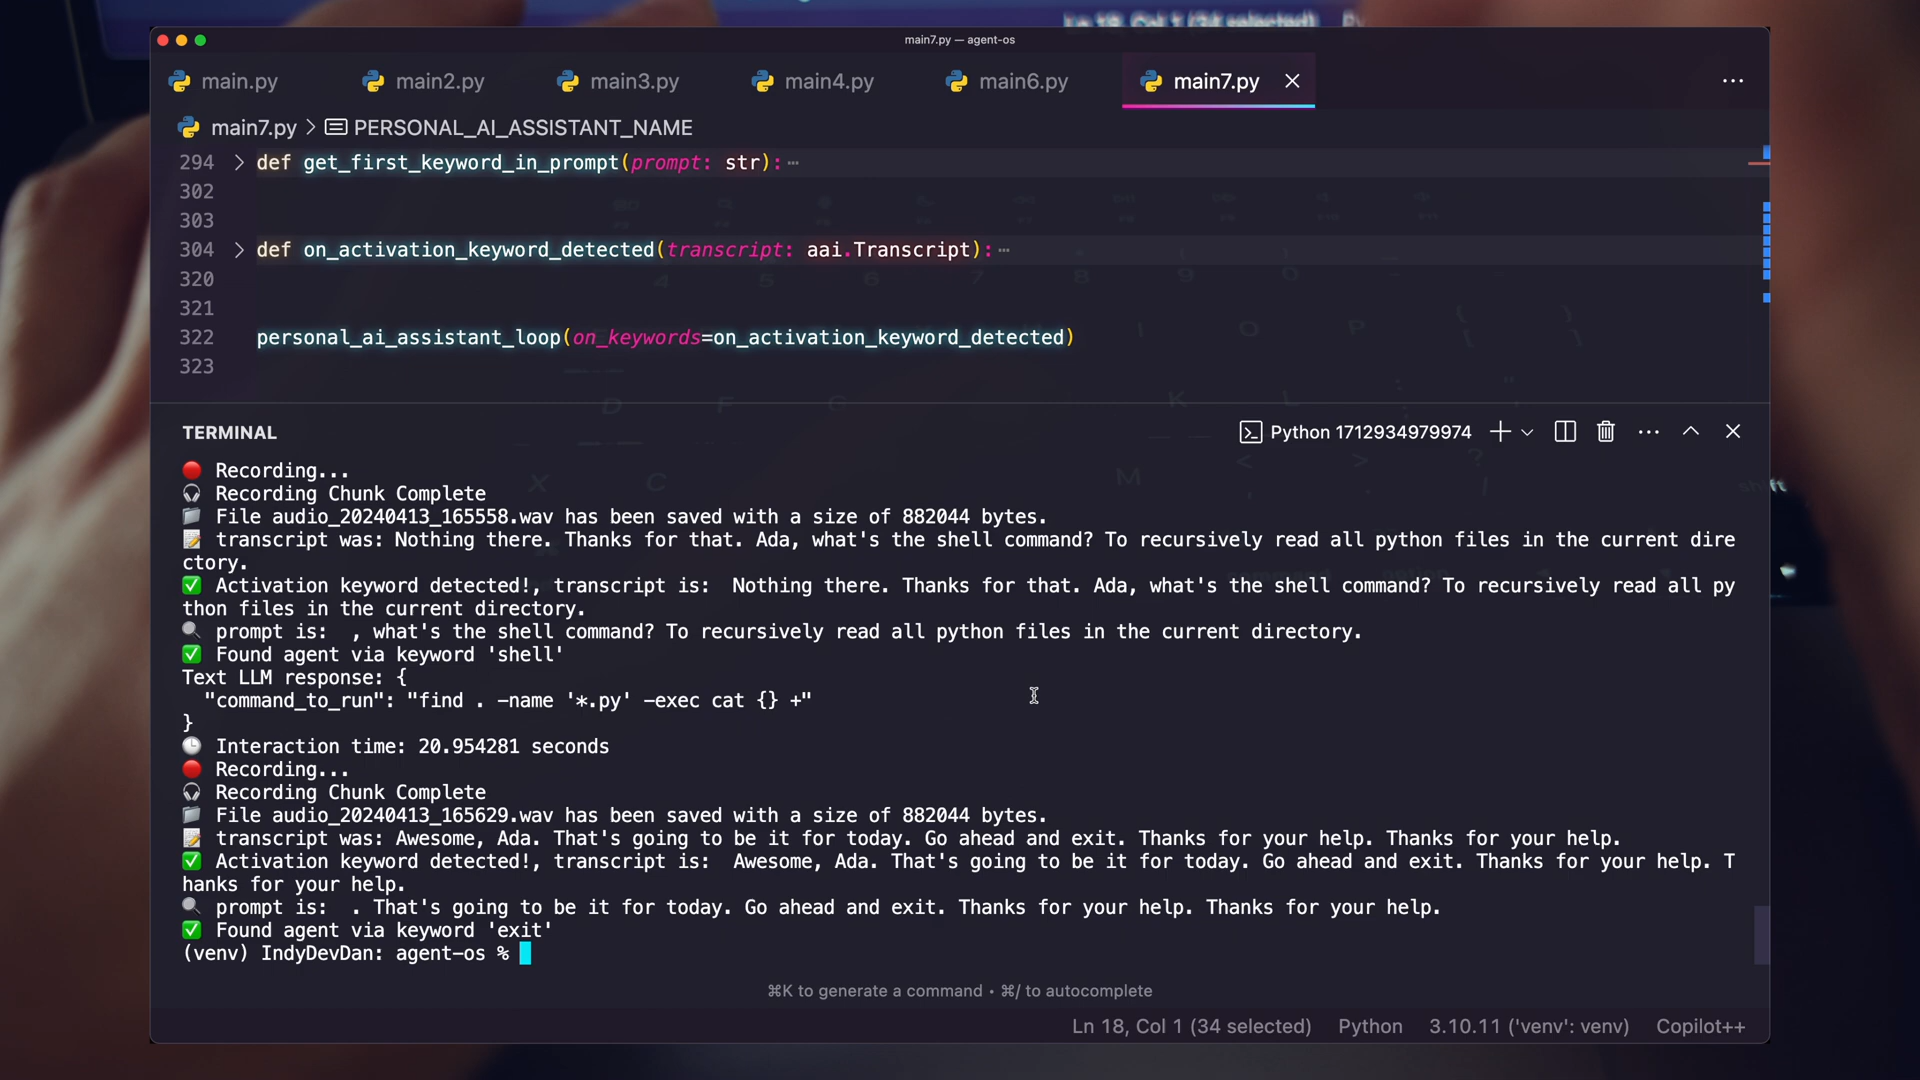 main7.py — agent-os
main.py main2.py main3.py main4.py main6.py main7.py
main7.py > PERSONAL_AI_ASSISTANT_NAME
294 > def get_first_keyword_in_prompt(prompt: str):
302
303
304 > def on_activation_keyword_detected(transcript: aai.Transcript):
320
321
322 personal_ai_assistant_loop(on_keywords=on_activation_keyword_detected)
323
TERMINAL
Python 1712934979974
🔴 Recording...
🎧 Recording Chunk Complete
📁 File audio_20240413_165558.wav has been saved with a size of 882044 bytes.
📝 transcript was: Nothing there. Thanks for that. Ada, what's the shell command? To recursively read all python files in the current dire
ctory.
✅ Activation keyword detected!, transcript is:  Nothing there. Thanks for that. Ada, what's the shell command? To recursively read all py
thon files in the current directory.
🔍 prompt is:  , what's the shell command? To recursively read all python files in the current directory.
✅ Found agent via keyword 'shell'
Text LLM response: {
"command_to_run": "find . -name '*.py' -exec cat {} +"
}
🕒 Interaction time: 20.954281 seconds
🔴 Recording...
🎧 Recording Chunk Complete
📁 File audio_20240413_165629.wav has been saved with a size of 882044 bytes.
📝 transcript was: Awesome, Ada. That's going to be it for today. Go ahead and exit. Thanks for your help. Thanks for your help.
✅ Activation keyword detected!, transcript is:  Awesome, Ada. That's going to be it for today. Go ahead and exit. Thanks for your help. T
hanks for your help.
🔍 prompt is:  . That's going to be it for today. Go ahead and exit. Thanks for your help. Thanks for your help.
✅ Found agent via keyword 'exit'
(venv) IndyDevDan: agent-os %
⌘K to generate a command • ⌘/ to autocomplete
Ln 18, Col 1 (34 selected) Python 3.10.11 ('venv': venv) Copilot++